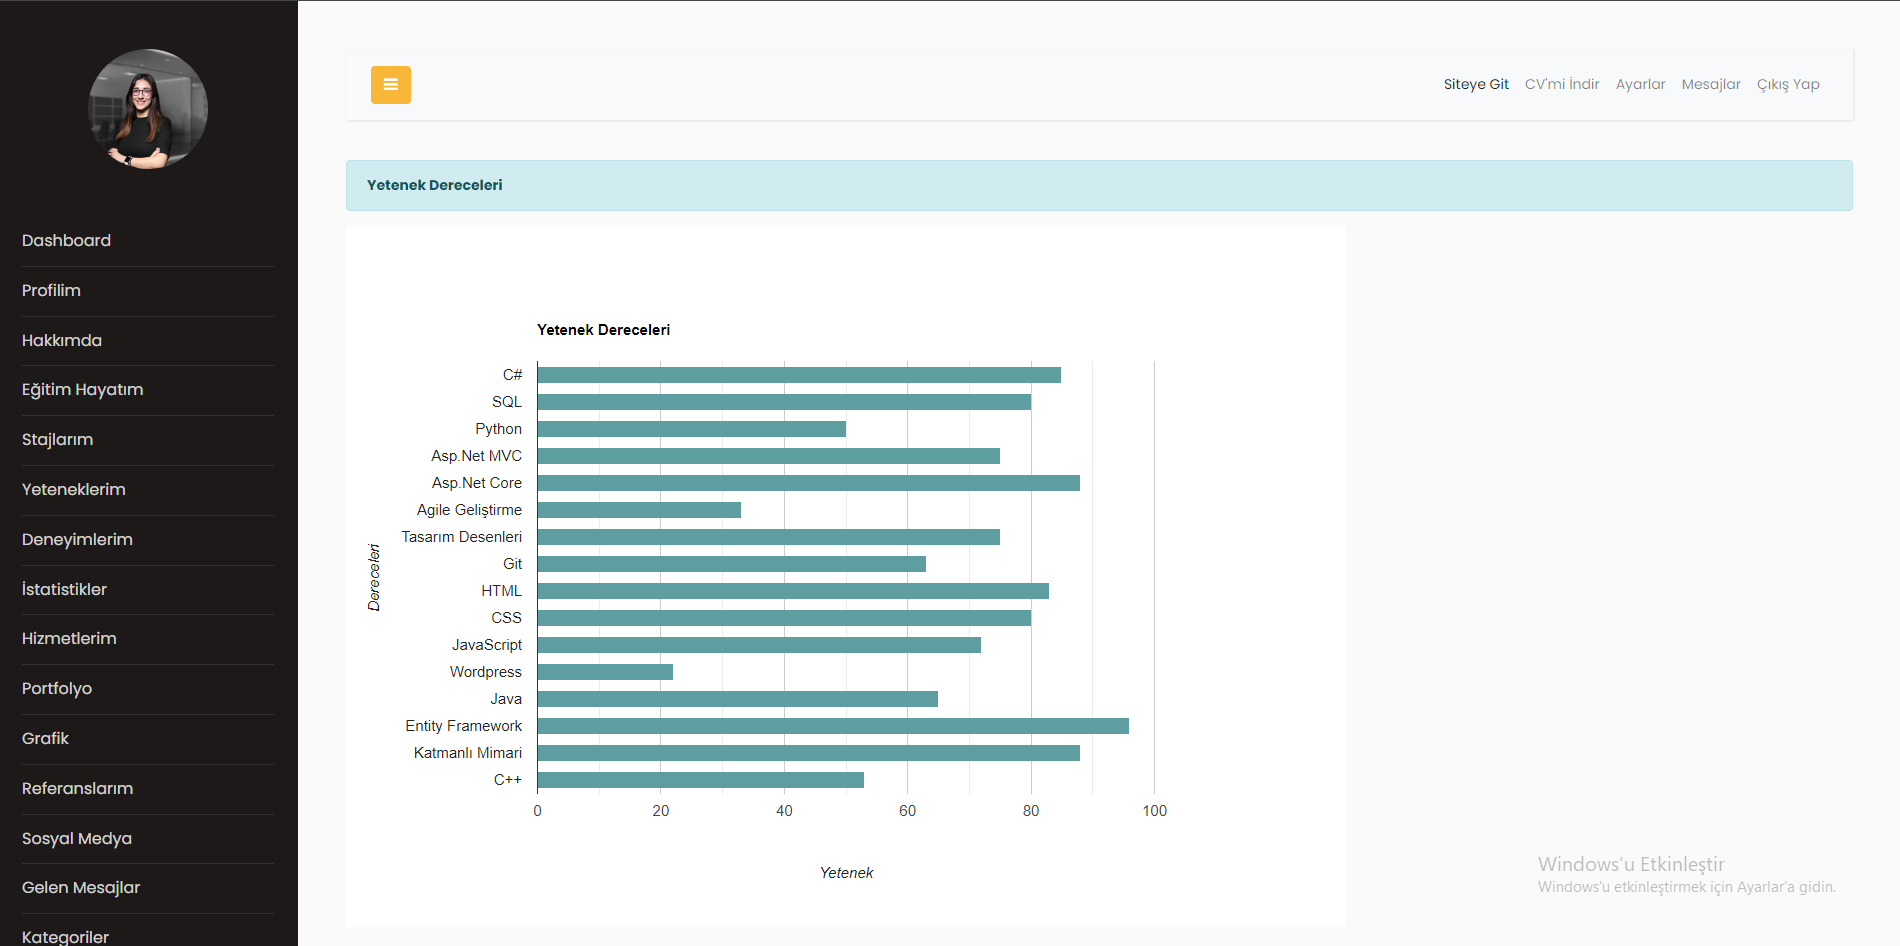 Siteye Git CV'mi İndir Ayarlar Mesajlar Çıkış Yap
Dashboard
Profilim
Hakkımda
Eğitim Hayatım
Stajlarım
Yeteneklerim
Deneyimlerim
İstatistikler
Hizmetlerim
Portfolyo
Grafik
Referanslarım
Sosyal Medya
Gelen Mesajlar
Kategoriler
Yetenek Dereceleri
Yetenek Dereceleri
Dereceleri
C#
SQL
Python
Asp.Net MVC
Asp.Net Core
Agile Geliştirme
Tasarım Desenleri
Git
HTML
CSS
JavaScript
Wordpress
Java
Entity Framework
Katmanlı Mimari
C++
0 20 40 60 80 100
Yetenek
Windows'u Etkinleştir
Windows'u etkinleştirmek için Ayarlar'a gidin.